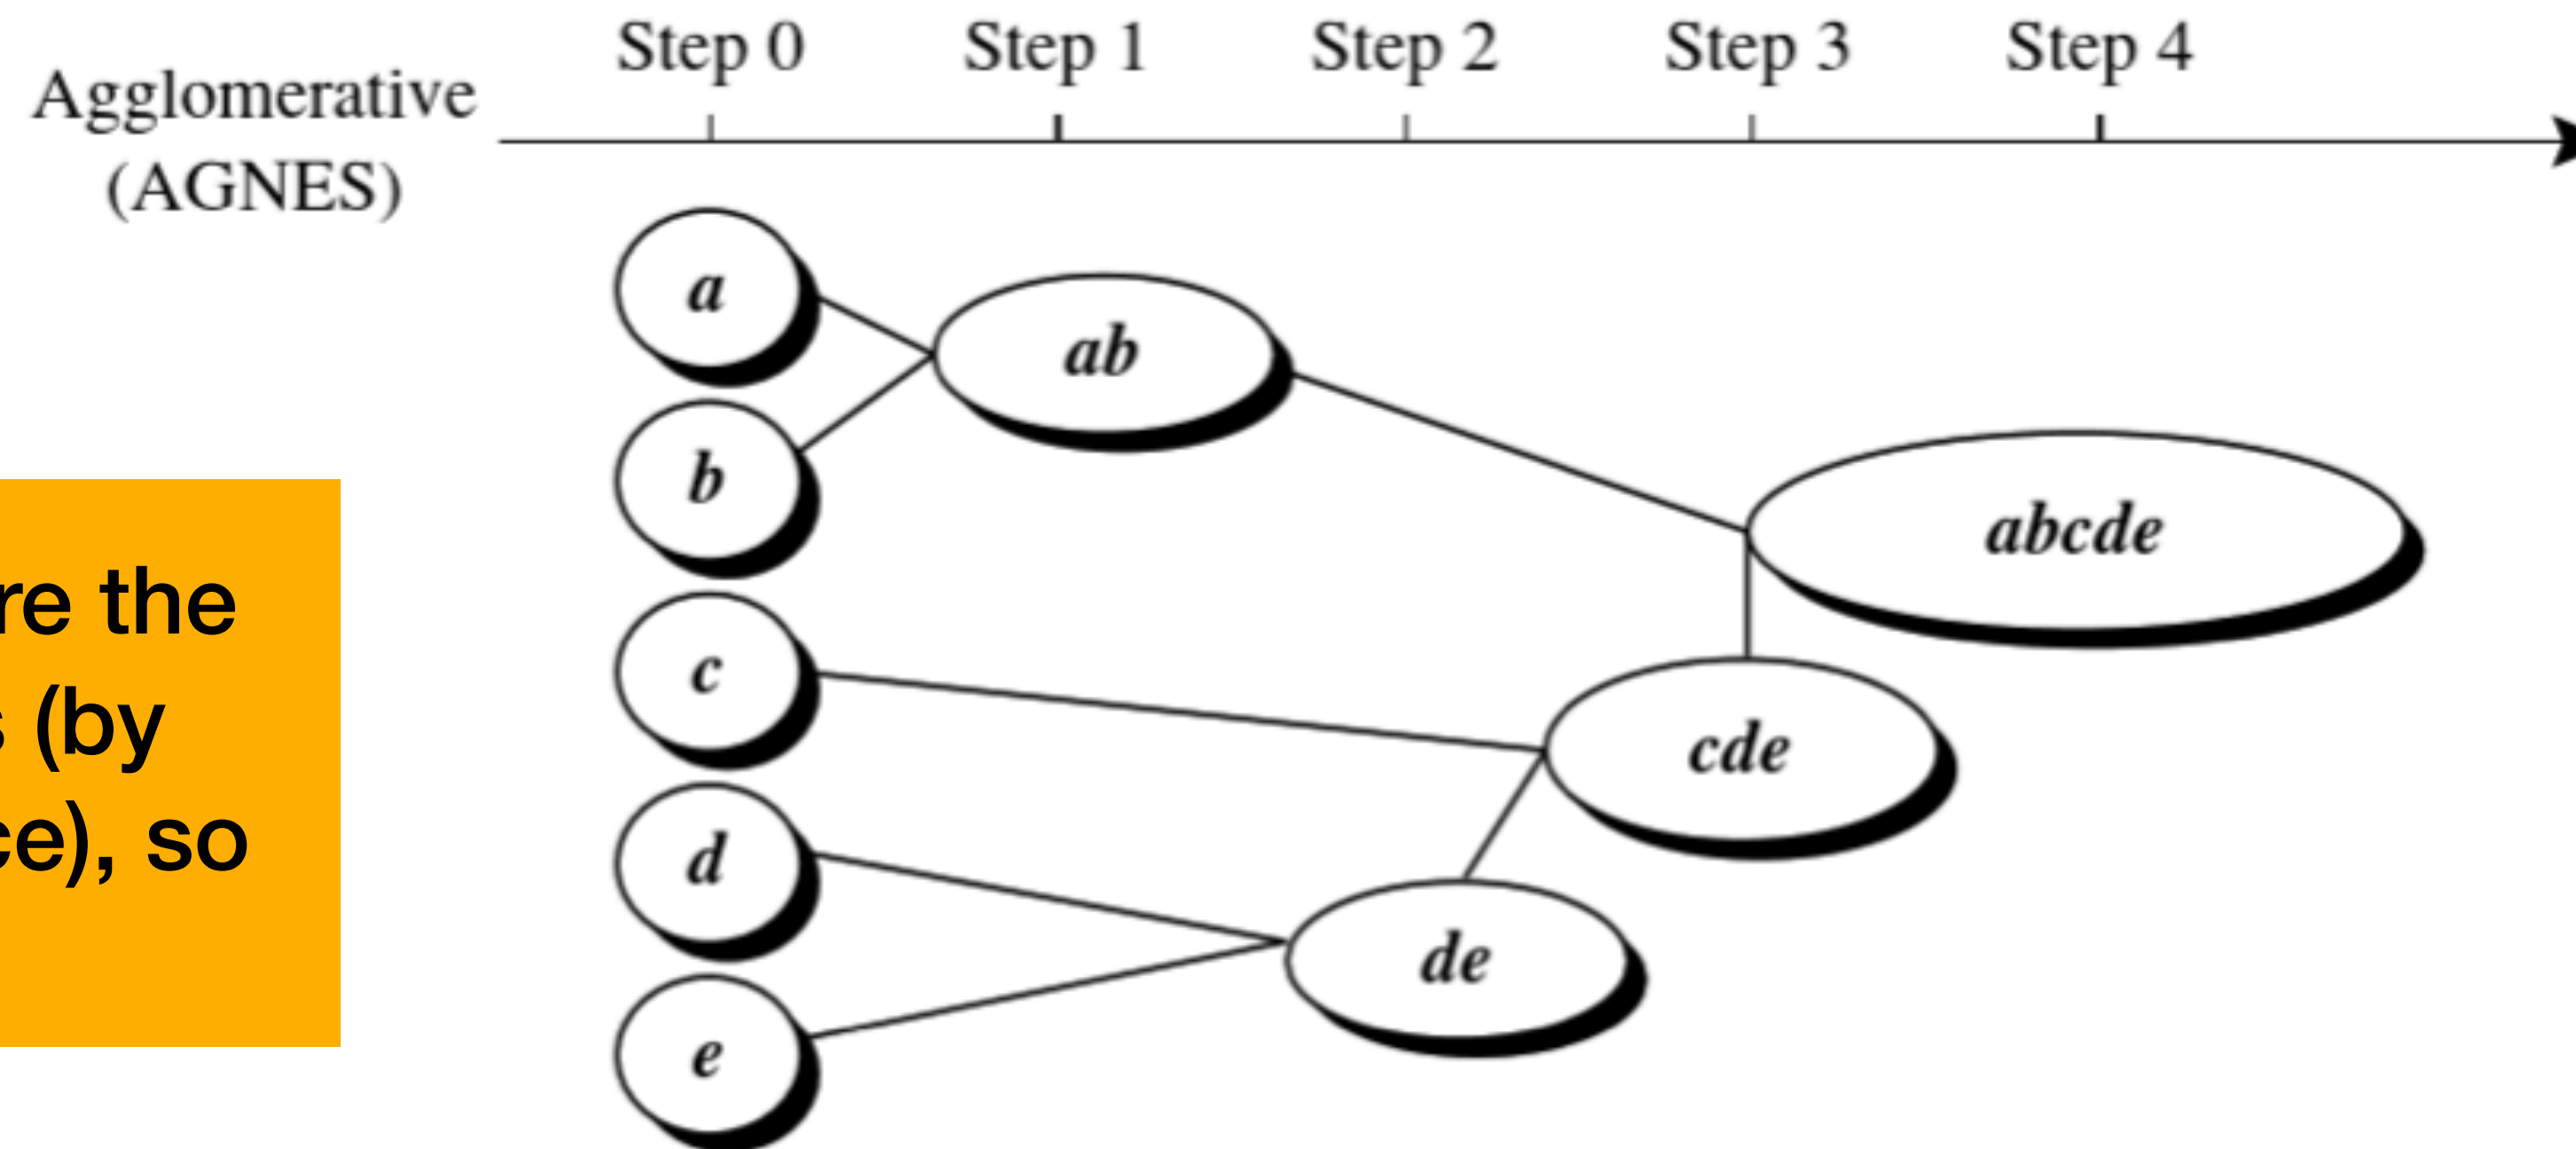 Step 0 Step 1 Step 2 Step 3 Step 4
Agglomerative
(AGNES)
a
ab
b
abcde
re the
c
(by
cde
ce), so
d
de
e